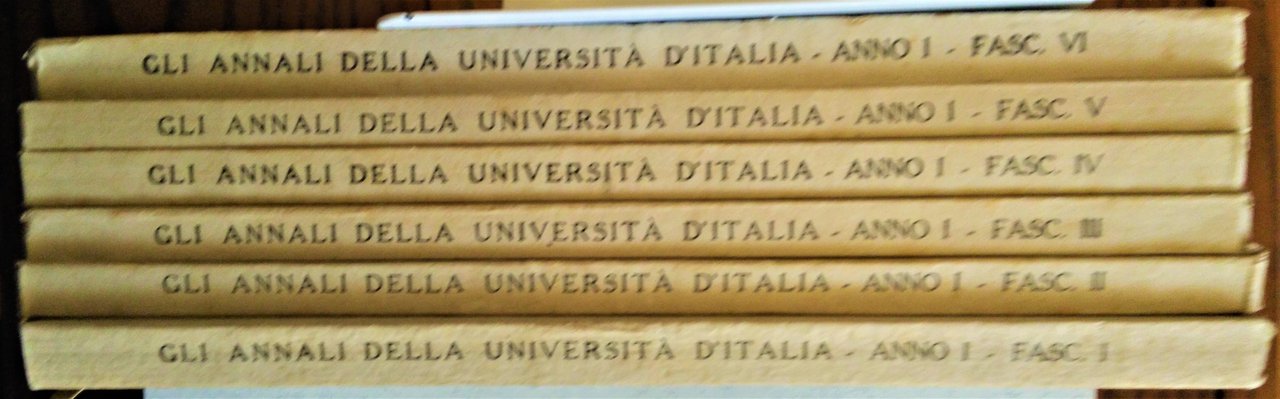 GLI ANNALI DELLA UNIVERSITÀ D'ITALIA - ANNO I - FASC. VI
GLI ANNALI DELLA UNIVERSITÀ D'ITALIA - ANNO I - FASC. V
GLI ANNALI DELLA UNIVERSITÀ D'ITALIA - ANNO I - FASC. IV
GLI ANNALI DELLA UNIVERSITÀ D'ITALIA - ANNO I - FASC. III
GLI ANNALI DELLA UNIVERSITÀ D'ITALIA - ANNO I - FASC. II
GLI ANNALI DELLA UNIVERSITÀ D'ITALIA - ANNO I - FASC. I